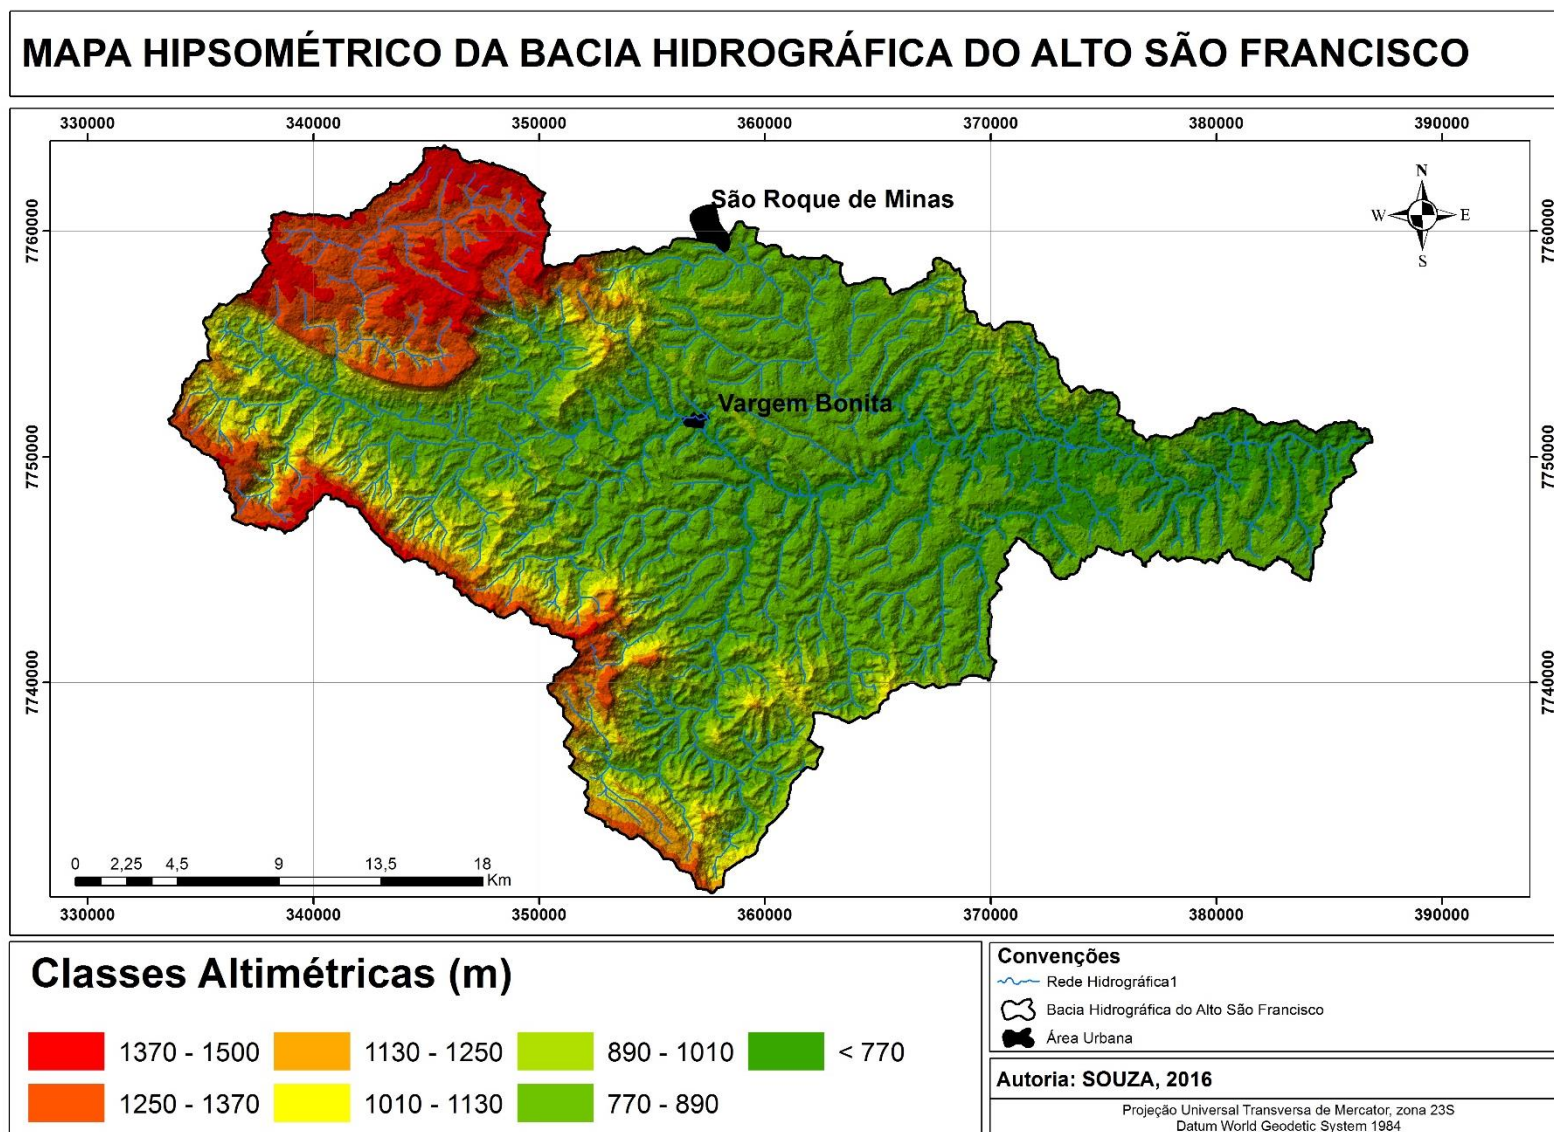 MAPA HIPSOMÉTRICO DA BACIA HIDROGRÁFICA DO ALTO SÃO FRANCISCO
330000 340000 350000 360000 370000 380000 390000
7760000 7760000
7750000 7750000
7740000 7740000
N
W E
S
São Roque de Minas
Vargem Bonita
0 2,25 4,5 9 13,5 18
Km
330000 340000 350000 360000 370000 380000 390000
Classes Altimétricas (m)
1370 - 1500 1130 - 1250 890 - 1010 < 770
1250 - 1370 1010 - 1130 770 - 890
Convenções
Rede Hidrográfica1
Bacia Hidrográfica do Alto São Francisco
Área Urbana
Autoria: SOUZA, 2016
Projeção Universal Transversa de Mercator, zona 23S
Datum World Geodetic System 1984